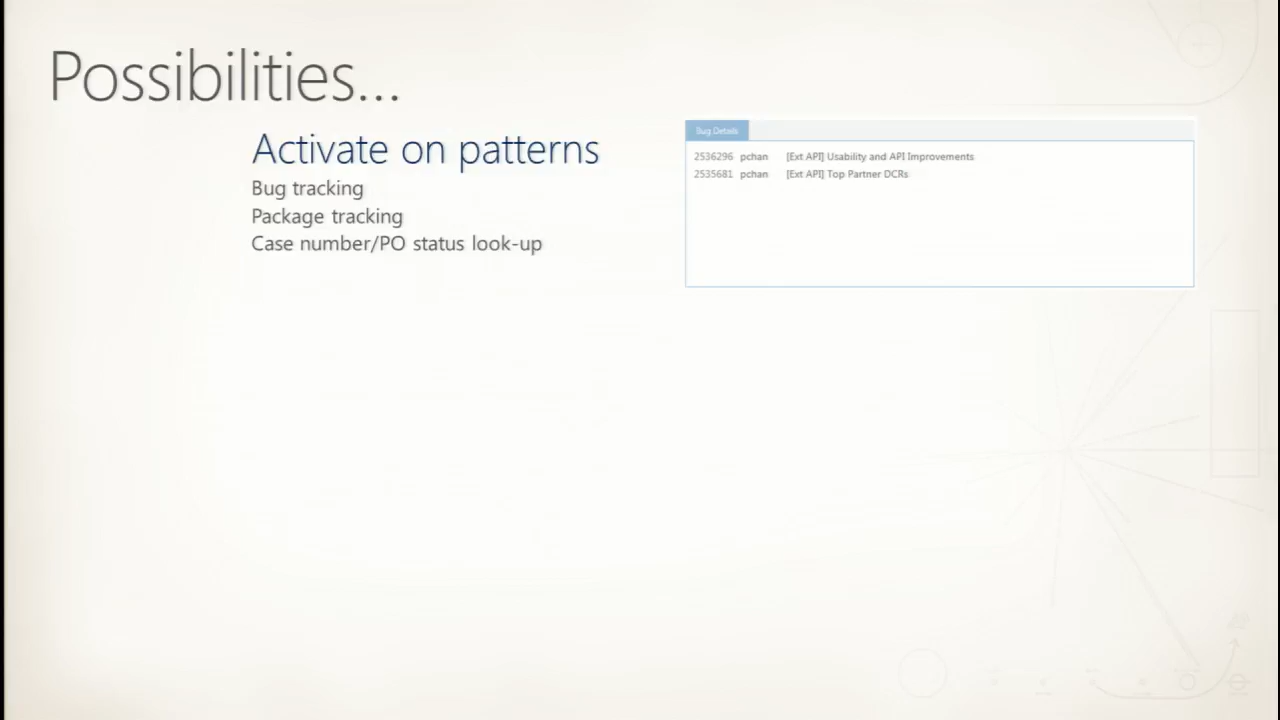 Possibilities...
Activate on patterns
Bug tracking
Package tracking
Case number/PO status look-up
Bug Details
2536296 pchan [Ext API] Usability and API Improvements
2535681 pchan [Ext API] Top Partner DCRs